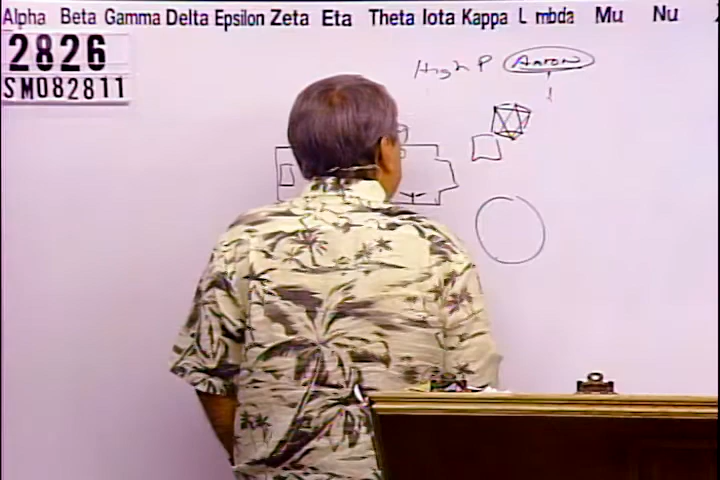 Alpha Beta Gamma Delta Epsilon Zeta Eta Theta Iota Kappa L mbda Mu Nu
2826
SM082811
High P Aaron